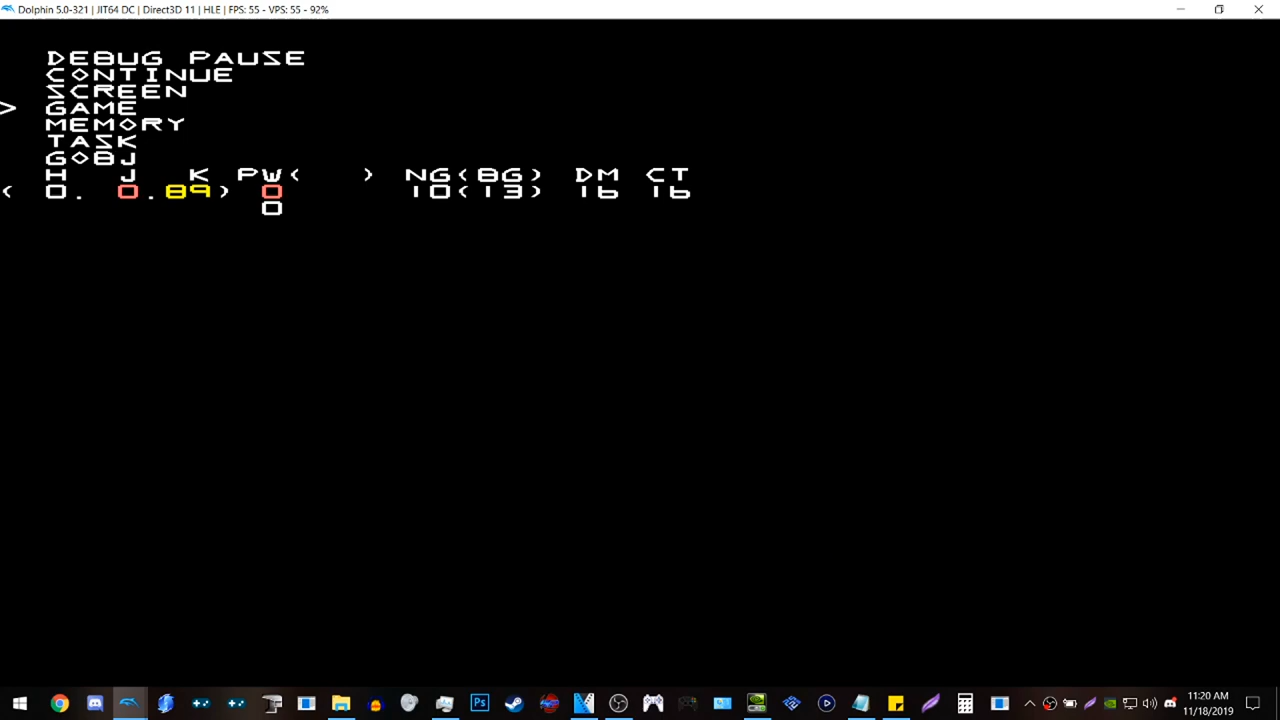 Dolphin 5.0-321 | JIT64 DC | Direct3D 11 | HLE | FPS: 55 - VPS: 55 - 92%
DEBUG PAUSE
CONTINUE
SCREEN
> GAME
MEMORY
TASK
GOBJ
H J K PW( ) NG(BG) DM CT
( 0. 0.89) 0 10(13) 16 16
0
11:20 AM
11/18/2019